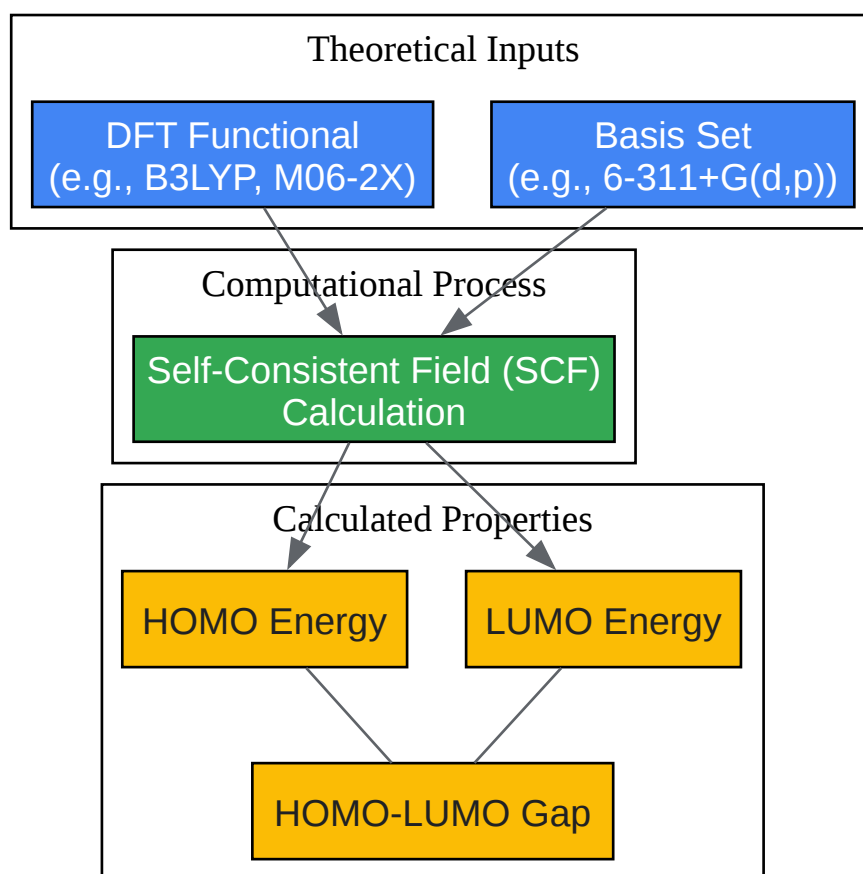 Theoretical Inputs
DFT Functional
(e.g., B3LYP, M06-2X)
Basis Set
(e.g., 6-311+G(d,p))
Computational Process
Self-Consistent Field (SCF)
Calculation
Calculated Properties
HOMO Energy
LUMO Energy
HOMO-LUMO Gap